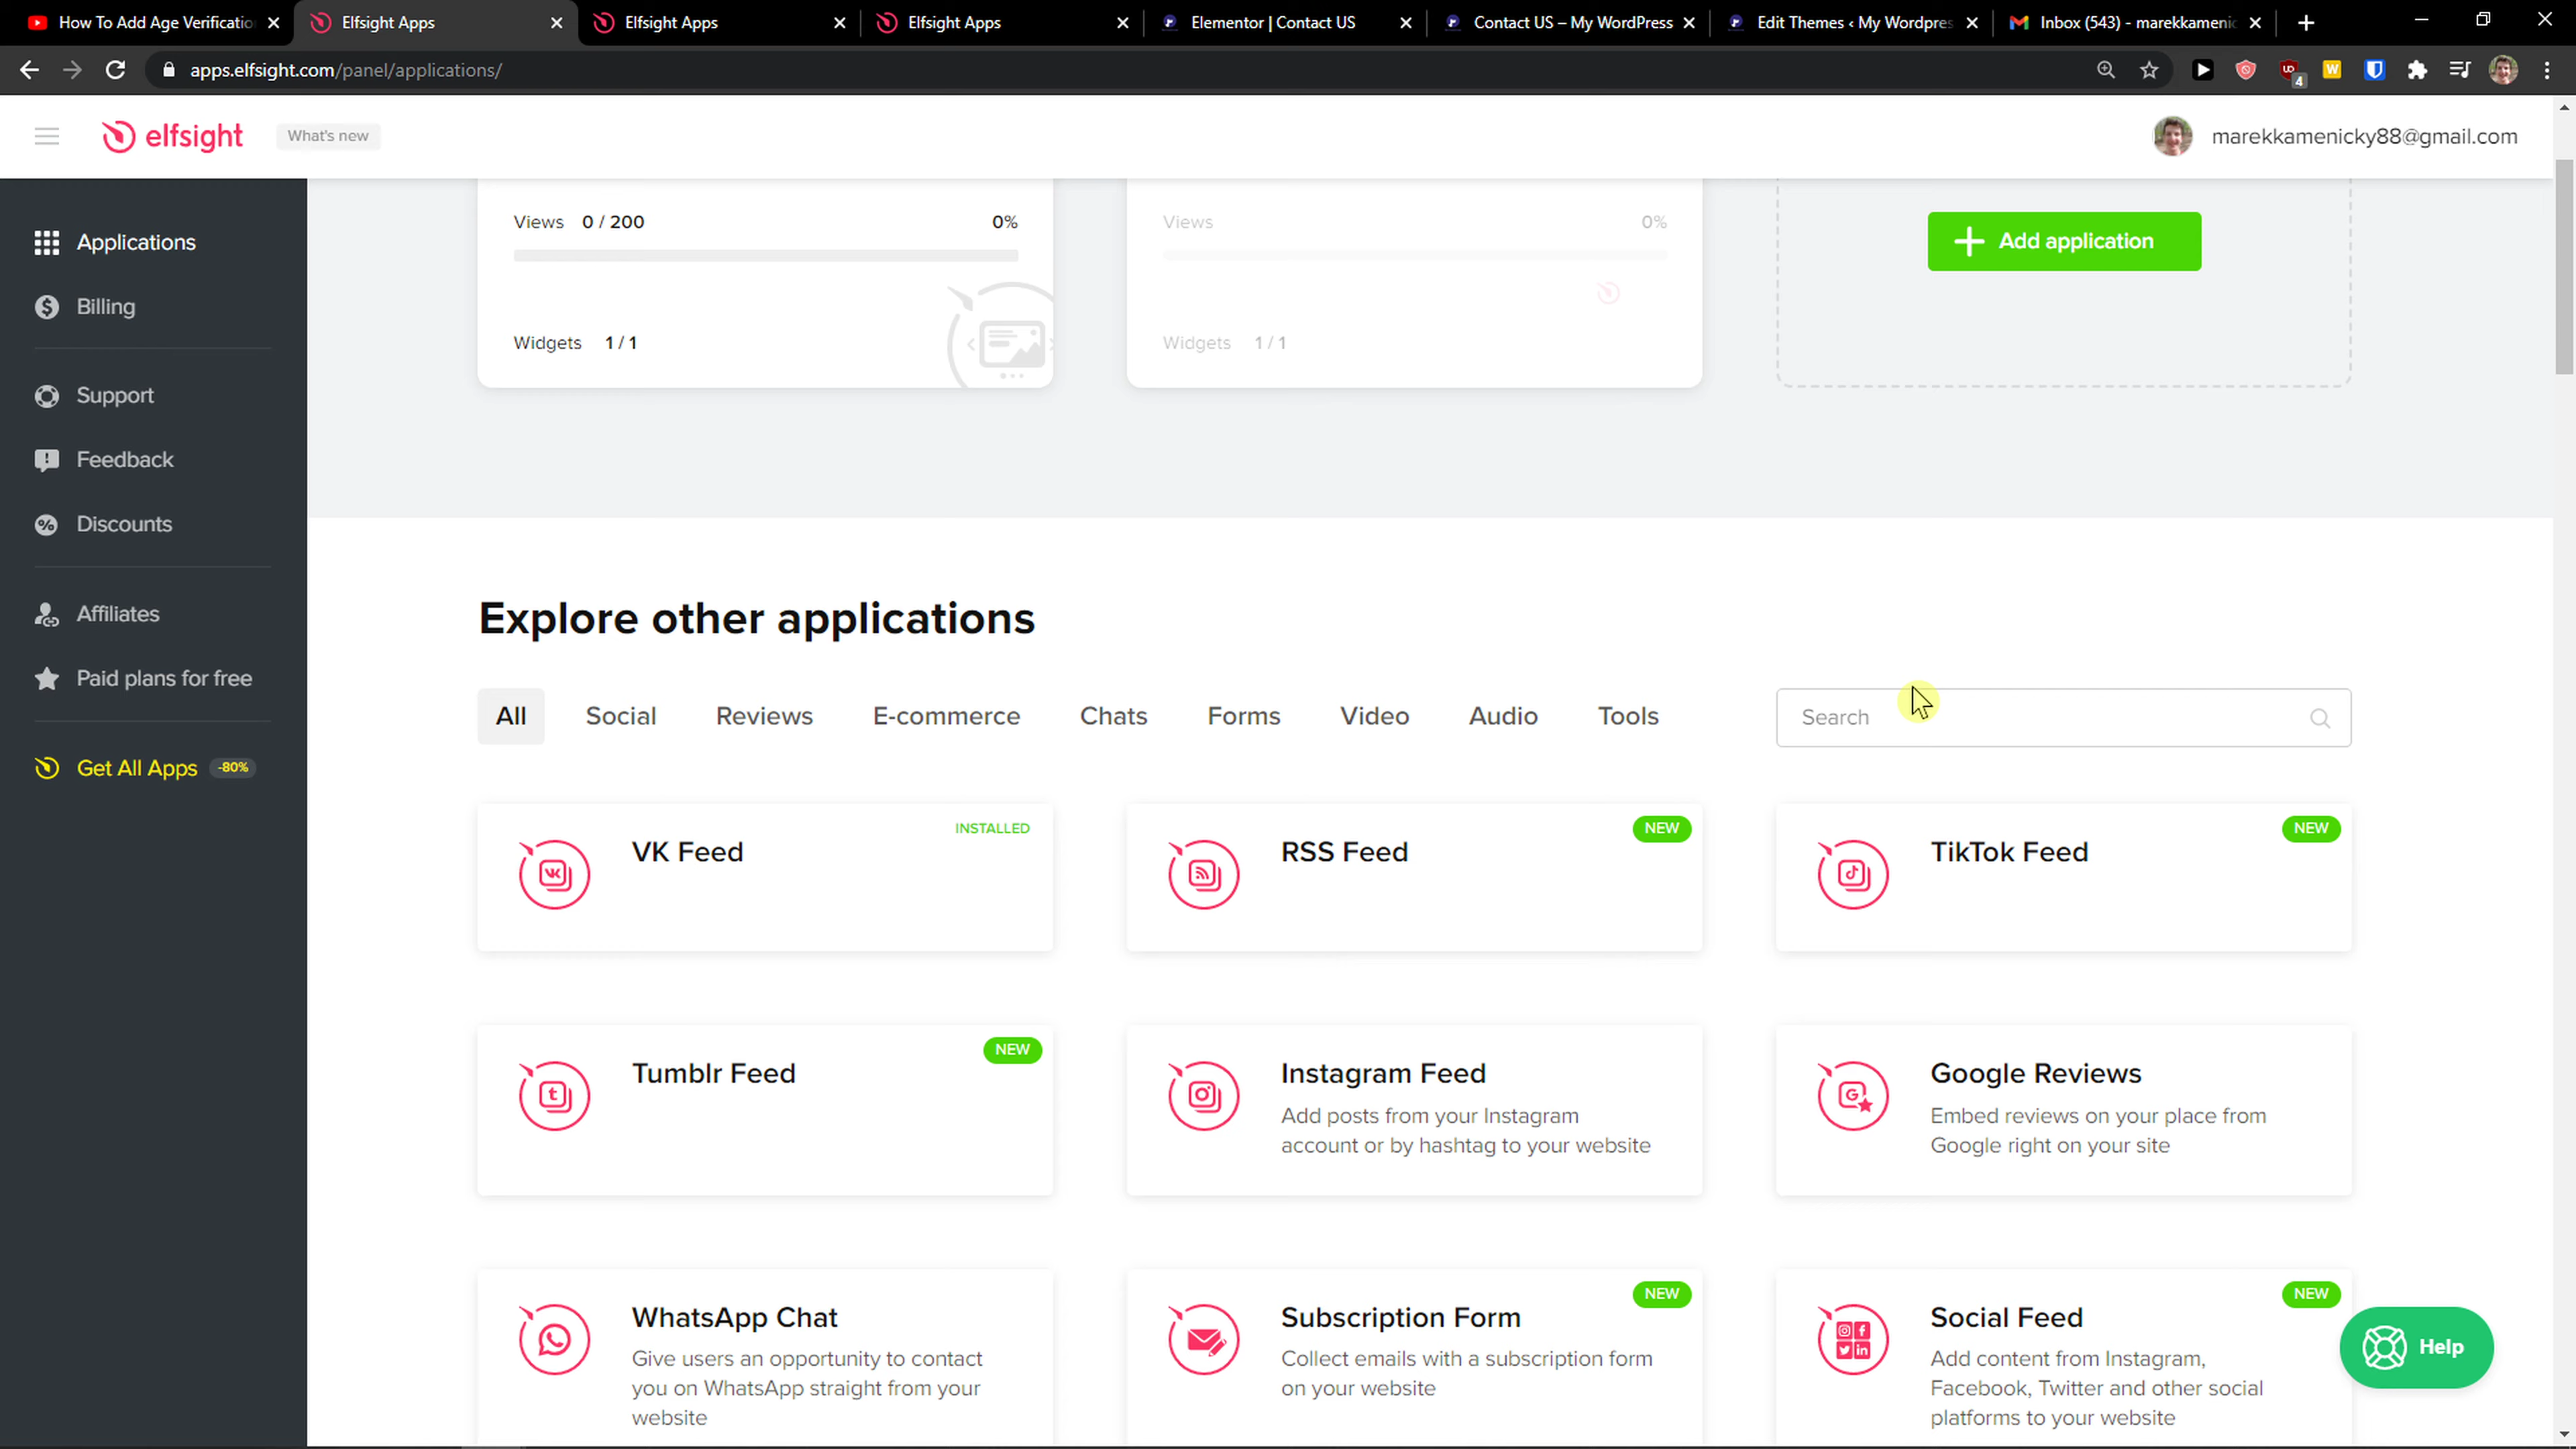 How To Add Age Verificatio
Elfsight Apps
Elfsight Apps
Elfsight Apps
Elementor | Contact US
Contact US – My WordPress
Edit Themes ‹ My Wordpres
Inbox (543) - marekkamenic
apps.elfsight.com/panel/applications/
4
elfsight
What's new
marekkamenicky88@gmail.com
Applications
Billing
Support
Feedback
Discounts
Affiliates
Paid plans for free
Get All Apps
-80%
Views 0 / 200 0%
Widgets 1 / 1
Views 0%
Widgets 1 / 1
Add application
Explore other applications
All
Social
Reviews
E-commerce
Chats
Forms
Video
Audio
Tools
Search
INSTALLED
VK Feed
NEW
RSS Feed
NEW
TikTok Feed
NEW
Tumblr Feed
Instagram Feed
Add posts from your Instagram
account or by hashtag to your website
Google Reviews
Embed reviews on your place from
Google right on your site
WhatsApp Chat
Give users an opportunity to contact
you on WhatsApp straight from your
website
NEW
Subscription Form
Collect emails with a subscription form
on your website
NEW
Social Feed
Add content from Instagram,
Facebook, Twitter and other social
platforms to your website
Help